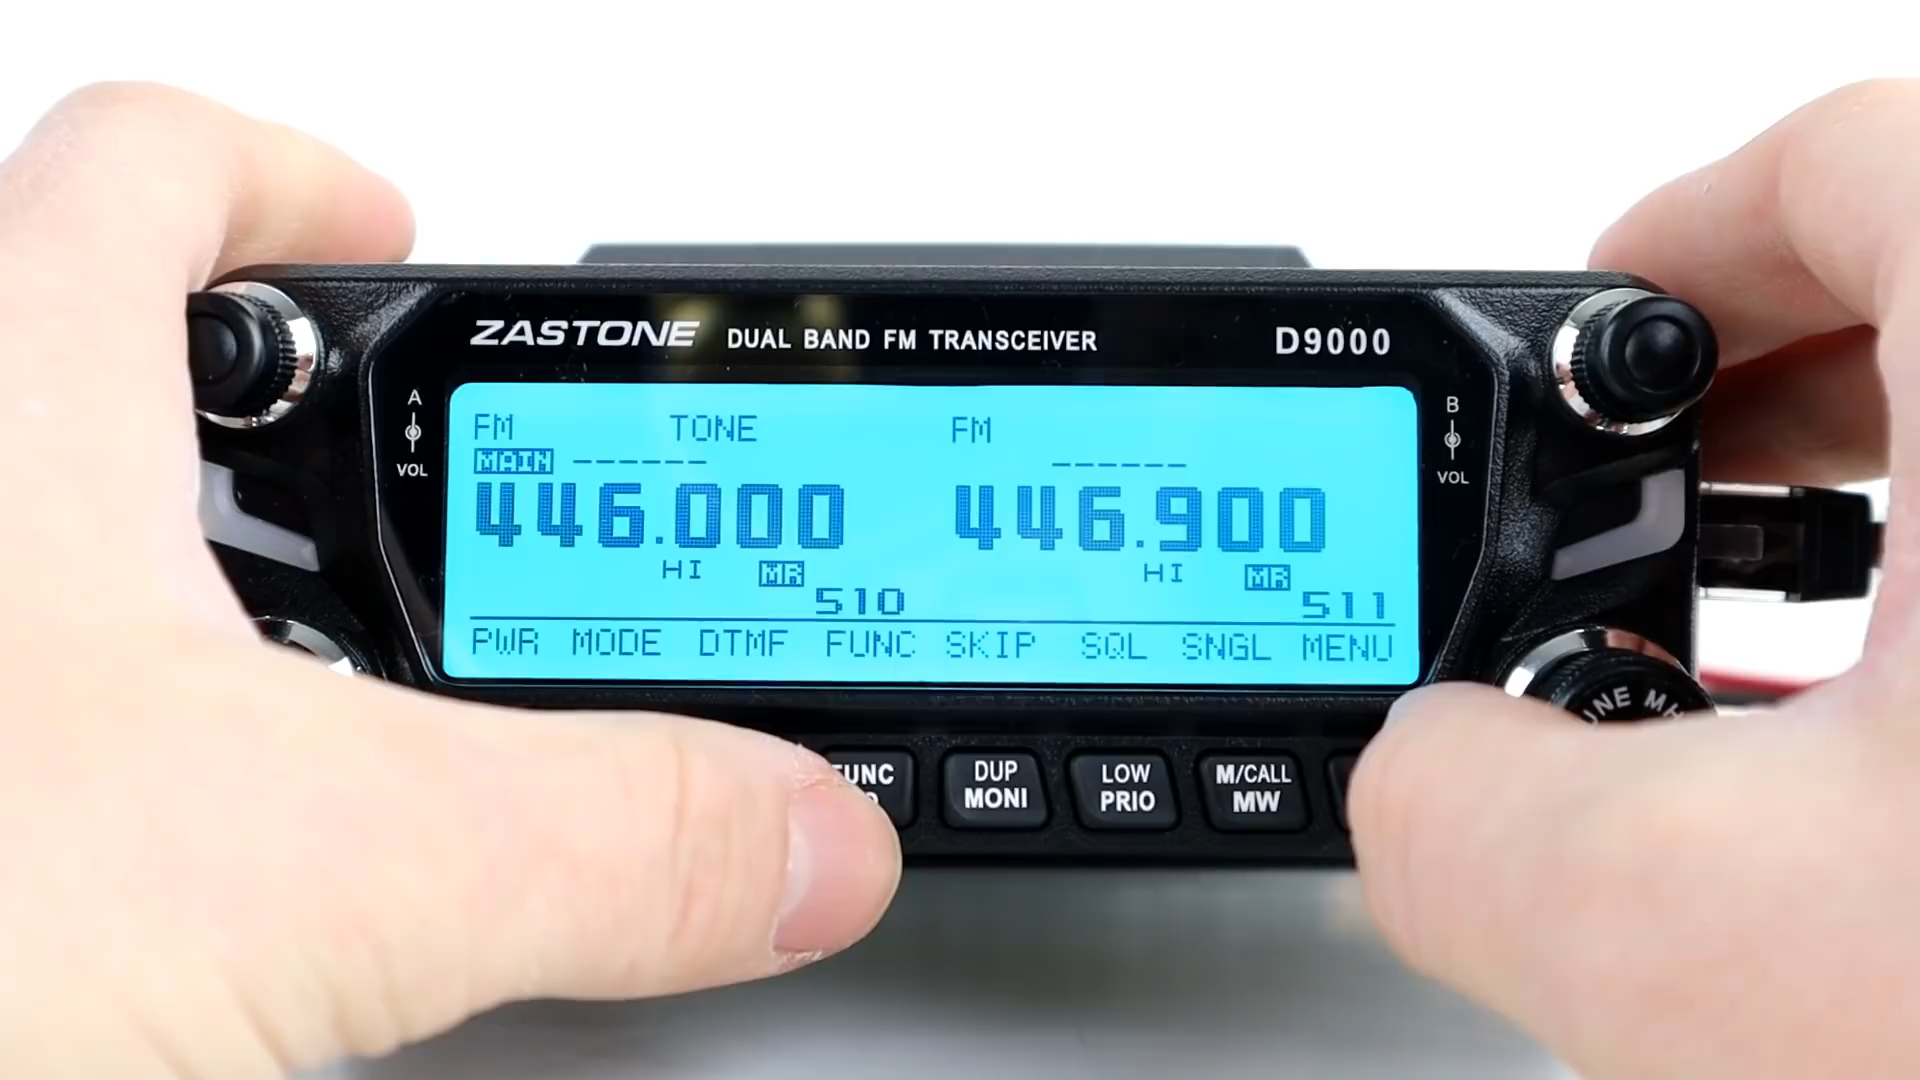 ZASTONE DUAL BAND FM TRANSCEIVER D9000
A
VOL
B
VOL
FM TONE FM
MAIN ------ ------
446.000 446.900
HI MR HI MR
510 511
PWR MODE DTMF FUNC SKIP SQL SNGL MENU
DUP LOW M/CALL
MONI PRIO MW